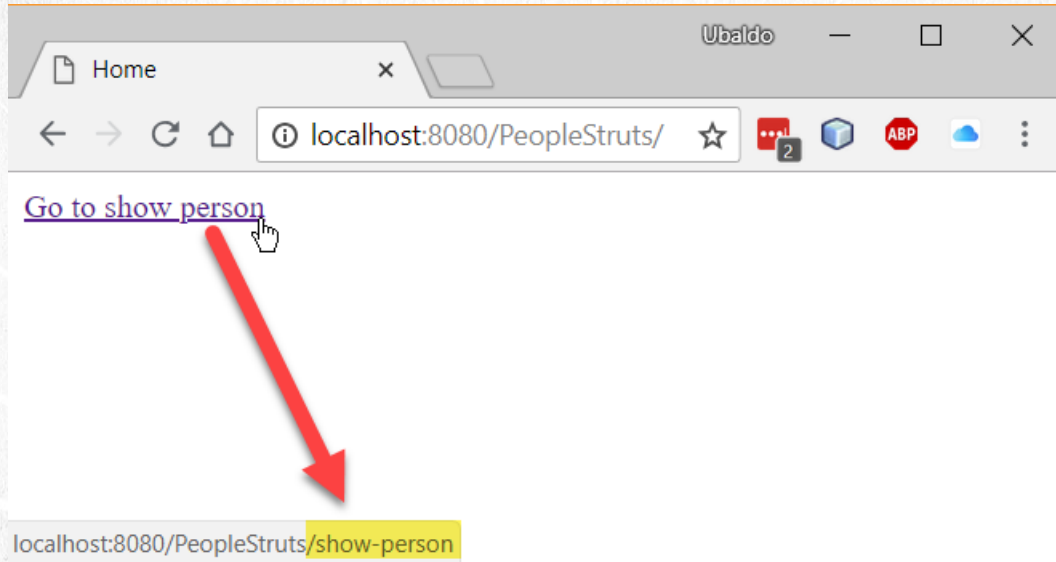 Ubaldo
Home
localhost:8080/PeopleStruts/
2
ABP
Go to show person
localhost:8080/PeopleStruts/show-person